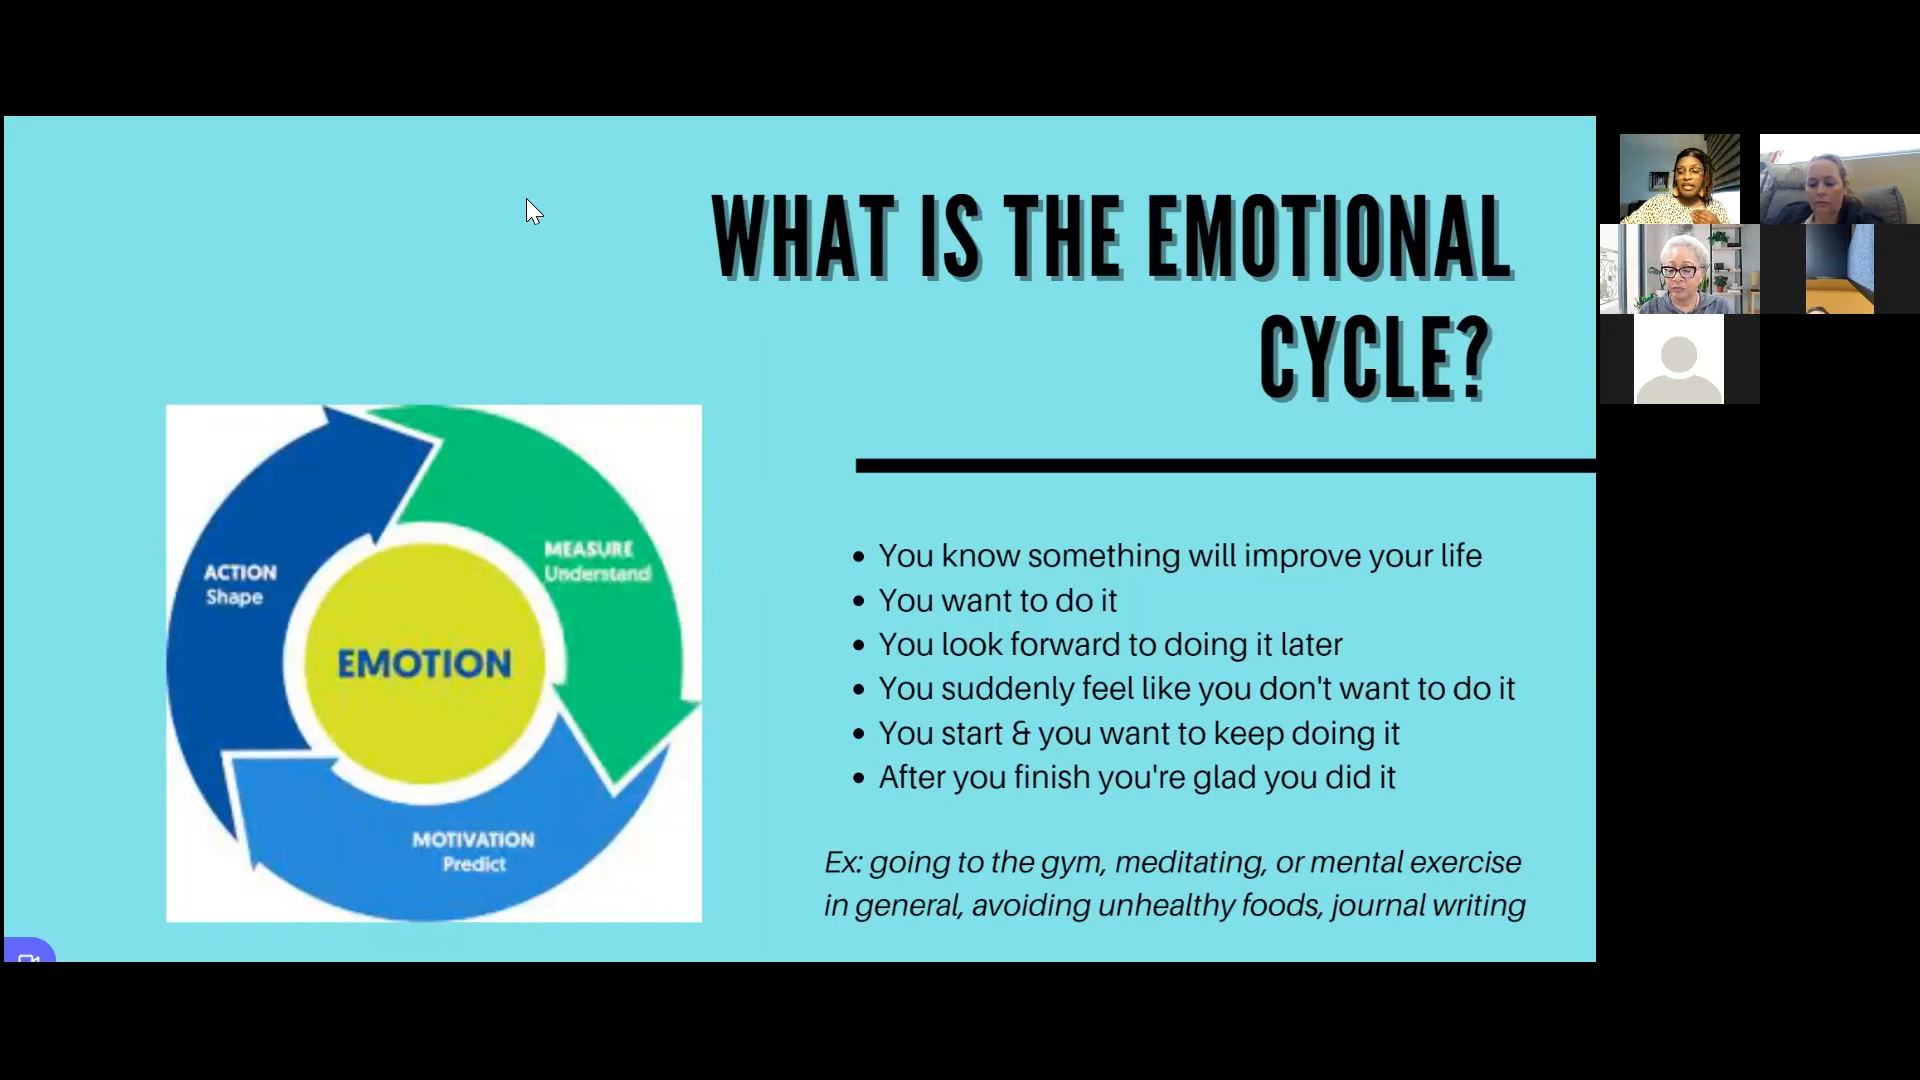 WHAT IS THE EMOTIONAL
CYCLE?
ACTION
Shape
MEASURE
Understand
EMOTION
MOTIVATION
Predict
• You know something will improve your life
• You want to do it
• You look forward to doing it later
• You suddenly feel like you don't want to do it
• You start & you want to keep doing it
• After you finish you're glad you did it
Ex: going to the gym, meditating, or mental exercise
in general, avoiding unhealthy foods, journal writing